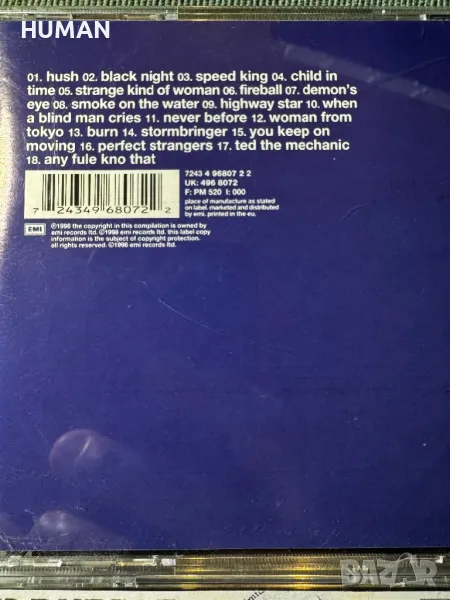 HUMAN
01. hush 02. black night 03. speed king 04. child in
time 05. strange kind of woman 06. fireball 07. demon's
eye 08. smoke on the water 09. highway star 10. when
a blind man cries 11. never before 12. woman from
tokyo 13. burn 14. stormbringer 15. you keep on
moving 16. perfect strangers 17. ted the mechanic
18. any fule kno that
7243 4 96807 2 2
UK: 496 8072
F: PM 520 I: 000
place of manufacture as stated
on label. marketed and distributed
by emi. printed in the eu.
7 24349 68072 2
EMI
℗1998 the copyright in this compilation is owned by
emi records ltd. ©1998 emi records ltd. this label copy
information is the subject of copyright protection.
all rights reserved. ©1998 emi records ltd.
BAZAR